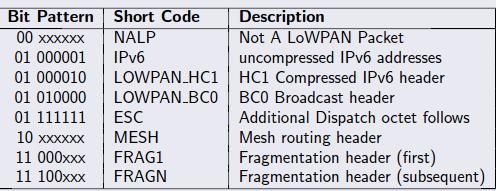 Bit Pattern Short Code Description
00 xxxxxx NALP Not A LoWPAN Packet
01 000001 IPv6 uncompressed IPv6 addresses
01 000010 LOWPAN_HC1 HC1 Compressed IPv6 header
01 010000 LOWPAN_BC0 BC0 Broadcast header
01 111111 ESC Additional Dispatch octet follows
10 xxxxxx MESH Mesh routing header
11 000xxx FRAG1 Fragmentation header (first)
11 100xxx FRAGN Fragmentation header (subsequent)